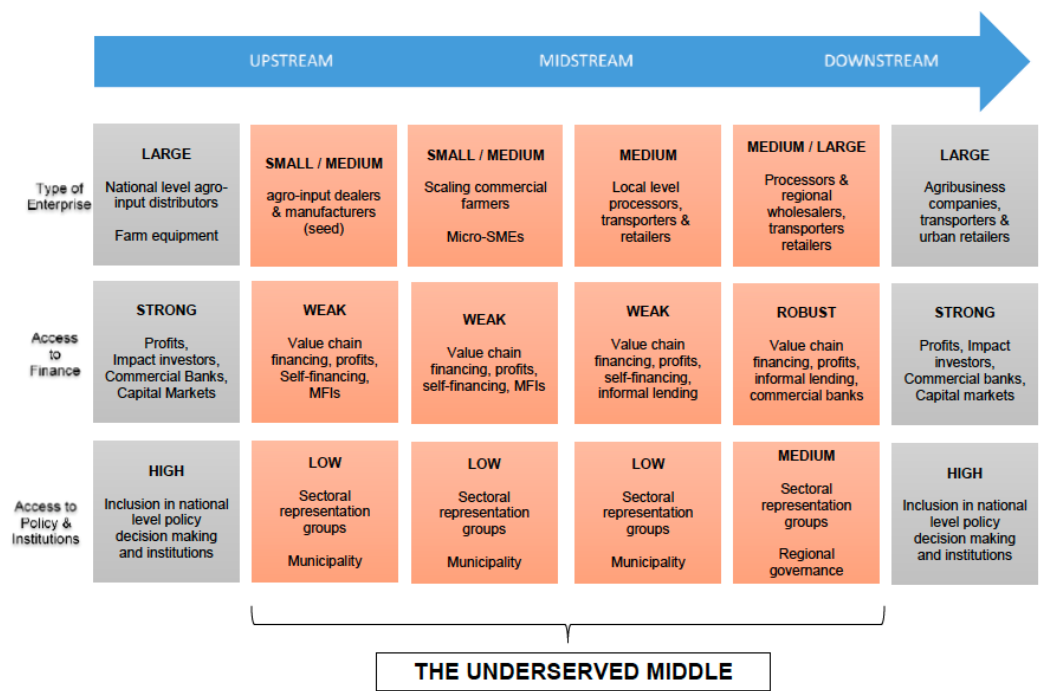 UPSTREAM
MIDSTREAM
DOWNSTREAM
Type of
Enterprise
LARGE
National level agro-
input distributors
Farm equipment
SMALL / MEDIUM
agro-input dealers
& manufacturers
(seed)
SMALL / MEDIUM
Scaling commercial
farmers
Micro-SMEs
MEDIUM
Local level
processors,
transporters &
retailers
MEDIUM / LARGE
Processors &
regional
wholesalers,
transporters
retailers
LARGE
Agribusiness
companies,
transporters &
urban retailers
Access
to
Finance
STRONG
Profits,
Impact investors,
Commercial Banks,
Capital Markets
WEAK
Value chain
financing, profits,
Self-financing,
MFIs
WEAK
Value chain
financing, profits,
self-financing, MFIs
WEAK
Value chain
financing, profits,
self-financing,
informal lending
ROBUST
Value chain
financing, profits,
informal lending,
commercial banks
STRONG
Profits, Impact
investors,
Commercial banks,
Capital markets
Access to
Policy &
Institutions
HIGH
Inclusion in national
level policy
decision making
and institutions
LOW
Sectoral
representation
groups
Municipality
LOW
Sectoral
representation
groups
Municipality
LOW
Sectoral
representation
groups
Municipality
MEDIUM
Sectoral
representation
groups
Regional
governance
HIGH
Inclusion in national
level policy
decision making
and institutions
THE UNDERSERVED MIDDLE